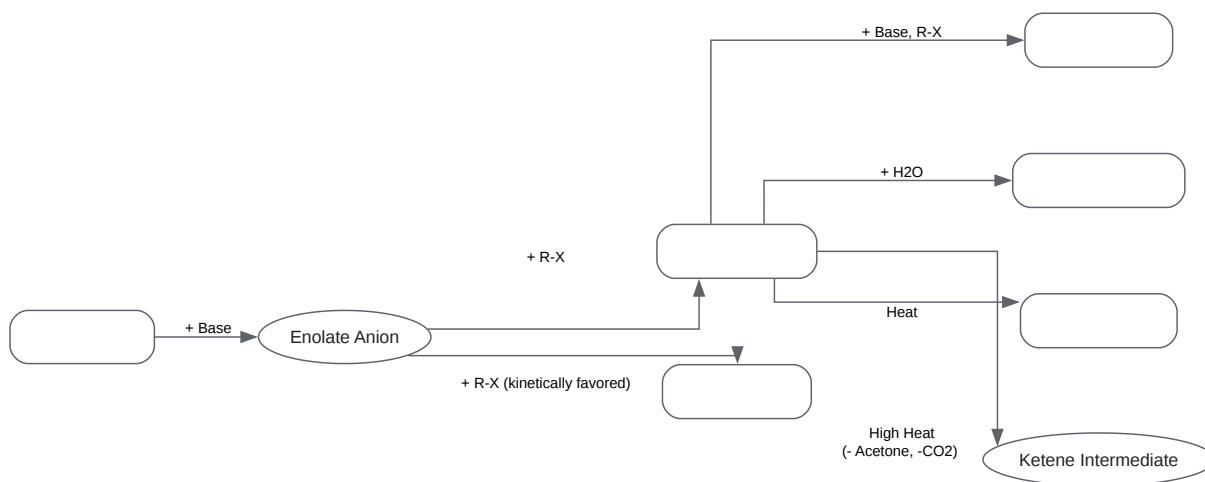 + Base, R-X
+ H2O
+ R-X
+ Base
Enolate Anion
Heat
+ R-X (kinetically favored)
High Heat
(- Acetone, -CO2)
Ketene Intermediate